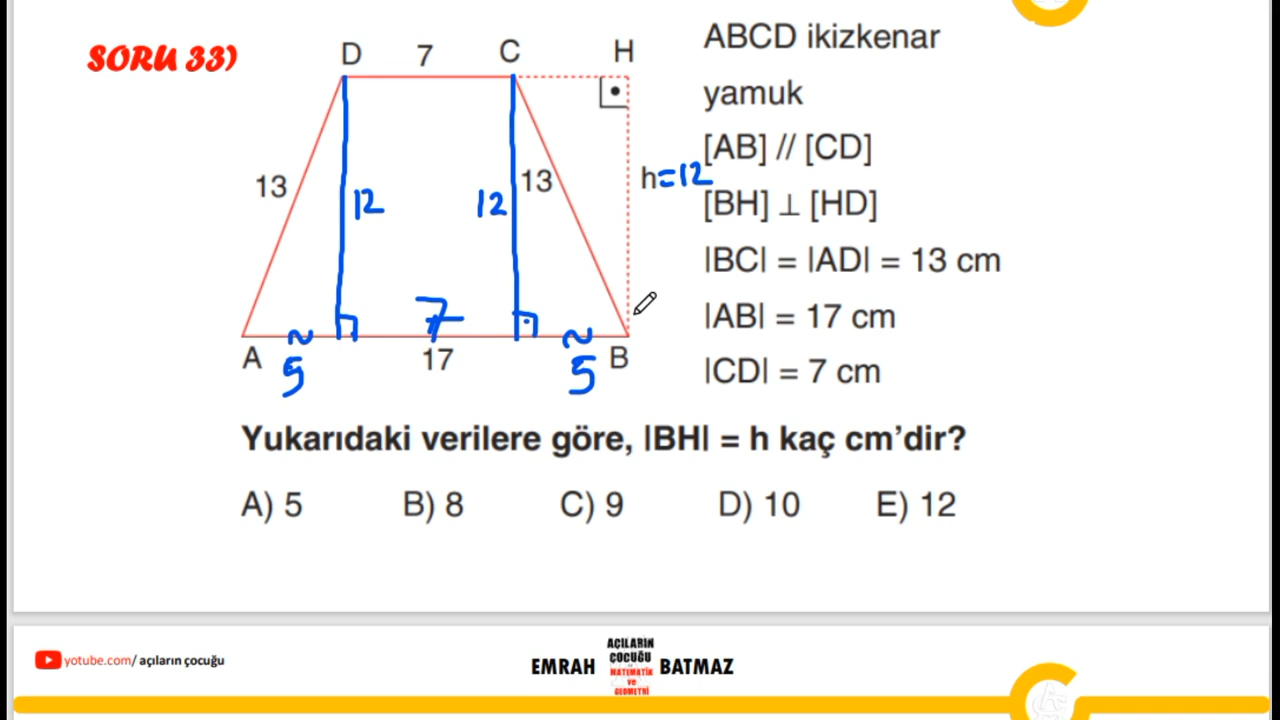 SORU 33)
D 7 C H
ABCD ikizkenar
yamuk
[AB] // [CD]
13 12 12 13 h=12
[BH] ⊥ [HD]
|BC| = |AD| = 13 cm
|AB| = 17 cm
7
A 17 B
5 5
|CD| = 7 cm
Yukarıdaki verilere göre, |BH| = h kaç cm’dir?
A) 5 B) 8 C) 9 D) 10 E) 12
yotube.com/ açıların çocuğu
AÇILARIN
ÇOCUĞU
EMRAH BATMAZ
MATEMATİK
ve
GEOMETRİ